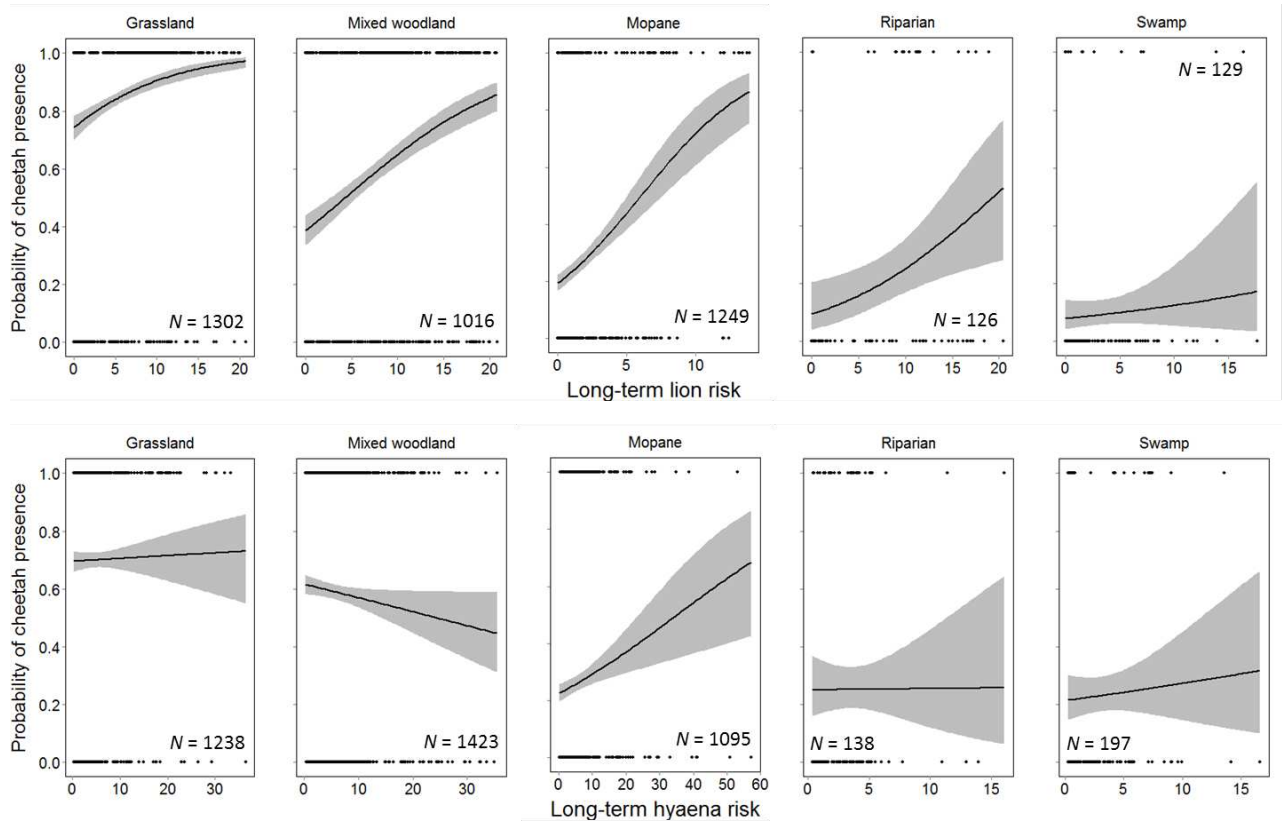 Grassland
Mixed woodland
Mopane
Riparian
Swamp
Probability of cheetah presence
1.0
0.8
0.6
0.4
0.2
0.0
N = 1302
N = 1016
N = 1249
N = 126
N = 129
0 5 10 15 20
0 5 10 15 20
0 5 10
0 5 10 15 20
0 5 10 15
Long-term lion risk
Grassland
Mixed woodland
Mopane
Riparian
Swamp
Probability of cheetah presence
1.0
0.8
0.6
0.4
0.2
0.0
N = 1238
N = 1423
N = 1095
N = 138
N = 197
0 10 20 30
0 10 20 30
0 10 20 30 40 50 60
0 5 10 15
0 5 10 15
Long-term hyaena risk